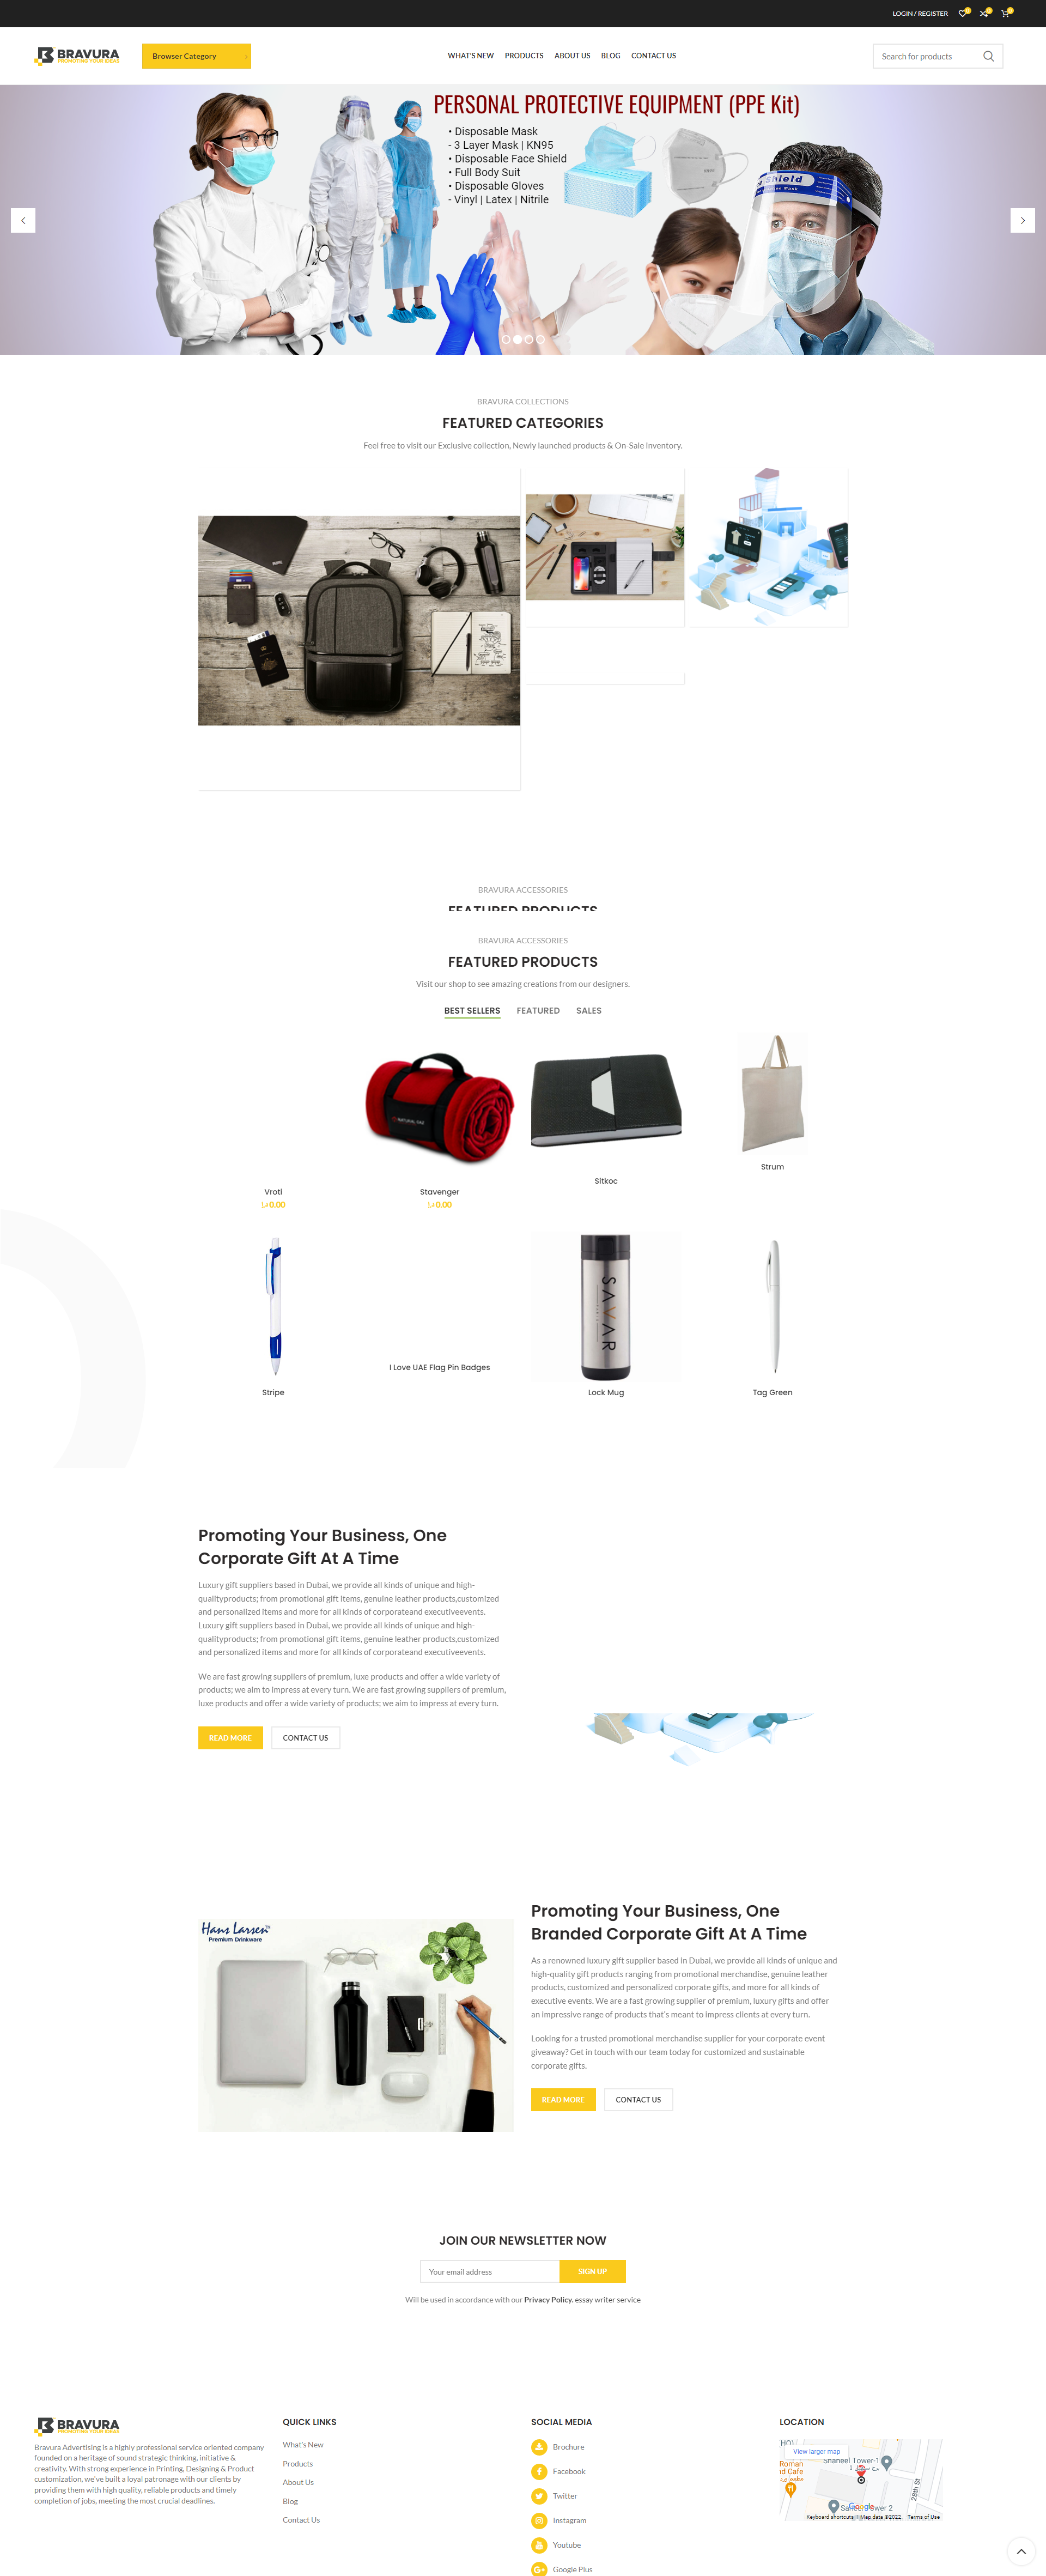 LOGIN / REGISTER
0
0
0
BRAVURA
PROMOTING YOUR IDEAS
Browser Category
WHAT'S NEW
PRODUCTS
ABOUT US
BLOG
CONTACT US
Search for products
PERSONAL PROTECTIVE EQUIPMENT (PPE Kit)
• Disposable Mask
- 3 Layer Mask | KN95
• Disposable Face Shield
• Full Body Suit
• Disposable Gloves
- Vinyl | Latex | Nitrile
Shield
BRAVURA COLLECTIONS
FEATURED CATEGORIES
Feel free to visit our Exclusive collection, Newly launched products & On-Sale inventory.
BRAVURA ACCESSORIES
FEATURED PRODUCTS
BRAVURA ACCESSORIES
FEATURED PRODUCTS
Visit our shop to see amazing creations from our designers.
BEST SELLERS
FEATURED
SALES
Vroti
د.إ0.00
Stavenger
د.إ0.00
Sitkoc
Strum
SAVAR
Stripe
I Love UAE Flag Pin Badges
Lock Mug
Tag Green
Promoting Your Business, One
Corporate Gift At A Time
Luxury gift suppliers based in Dubai, we provide all kinds of unique and high-
qualityproducts; from promotional gift items, genuine leather products,customized
and personalized items and more for all kinds of corporateand executiveevents.
Luxury gift suppliers based in Dubai, we provide all kinds of unique and high-
qualityproducts; from promotional gift items, genuine leather products,customized
and personalized items and more for all kinds of corporateand executiveevents.
We are fast growing suppliers of premium, luxe products and offer a wide variety of
products; we aim to impress at every turn. We are fast growing suppliers of premium,
luxe products and offer a wide variety of products; we aim to impress at every turn.
READ MORE
CONTACT US
Hans Larsen™
Premium Drinkware
Promoting Your Business, One
Branded Corporate Gift At A Time
As a renowned luxury gift supplier based in Dubai, we provide all kinds of unique and
high-quality gift products ranging from promotional merchandise, genuine leather
products, customized and personalized corporate gifts, and more for all kinds of
executive events. We are a fast growing supplier of premium, luxury gifts and offer
an impressive range of products that's meant to impress clients at every turn.
Looking for a trusted promotional merchandise supplier for your corporate event
giveaway? Get in touch with our team today for customized and sustainable
corporate gifts.
READ MORE
CONTACT US
JOIN OUR NEWSLETTER NOW
Your email address
SIGN UP
Will be used in accordance with our Privacy Policy. essay writer service
BRAVURA
PROMOTING YOUR IDEAS
Bravura Advertising is a highly professional service oriented company
founded on a heritage of sound strategic thinking, initiative &
creativity. With strong experience in Printing, Designing & Product
customization, we've built a loyal patronage with our clients by
providing them with high quality, reliable products and timely
completion of jobs, meeting the most crucial deadlines.
QUICK LINKS
What's New
Products
About Us
Blog
Contact Us
SOCIAL MEDIA
Brochure
Facebook
Twitter
Instagram
Youtube
Google Plus
LOCATION
View larger map
Shaheel Tower-1
Roman
and Cafe
28th St
Google
Keyboard shortcuts
Map data ©2022
Terms of Use